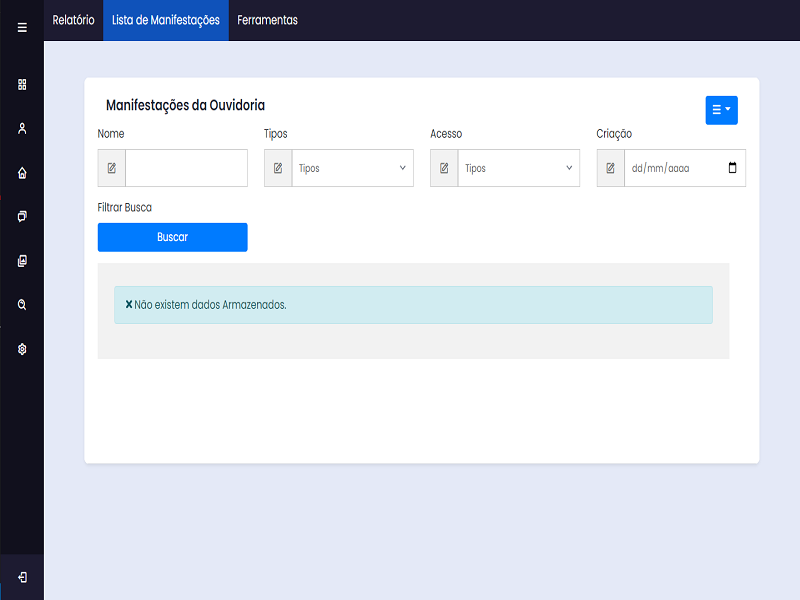 Relatório Lista de Manifestações Ferramentas
Manifestações da Ouvidoria
Nome Tipos Acesso Criação
Tipos Tipos dd/mm/aaaa
Filtrar Busca
Buscar
Não existem dados Armazenados.